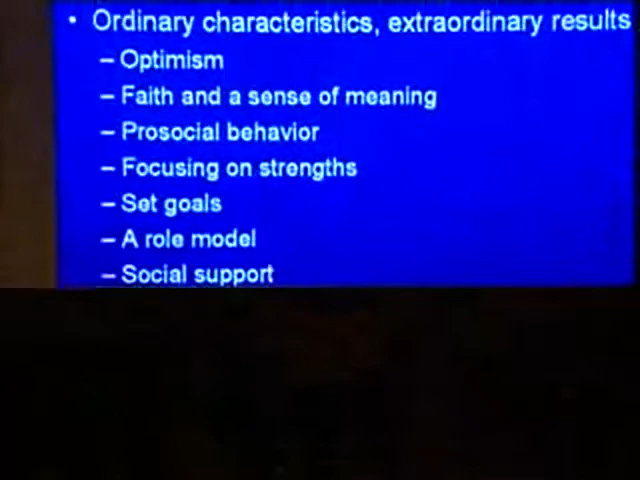 • Ordinary characteristics, extraordinary results
– Optimism
– Faith and a sense of meaning
– Prosocial behavior
– Focusing on strengths
– Set goals
– A role model
– Social support